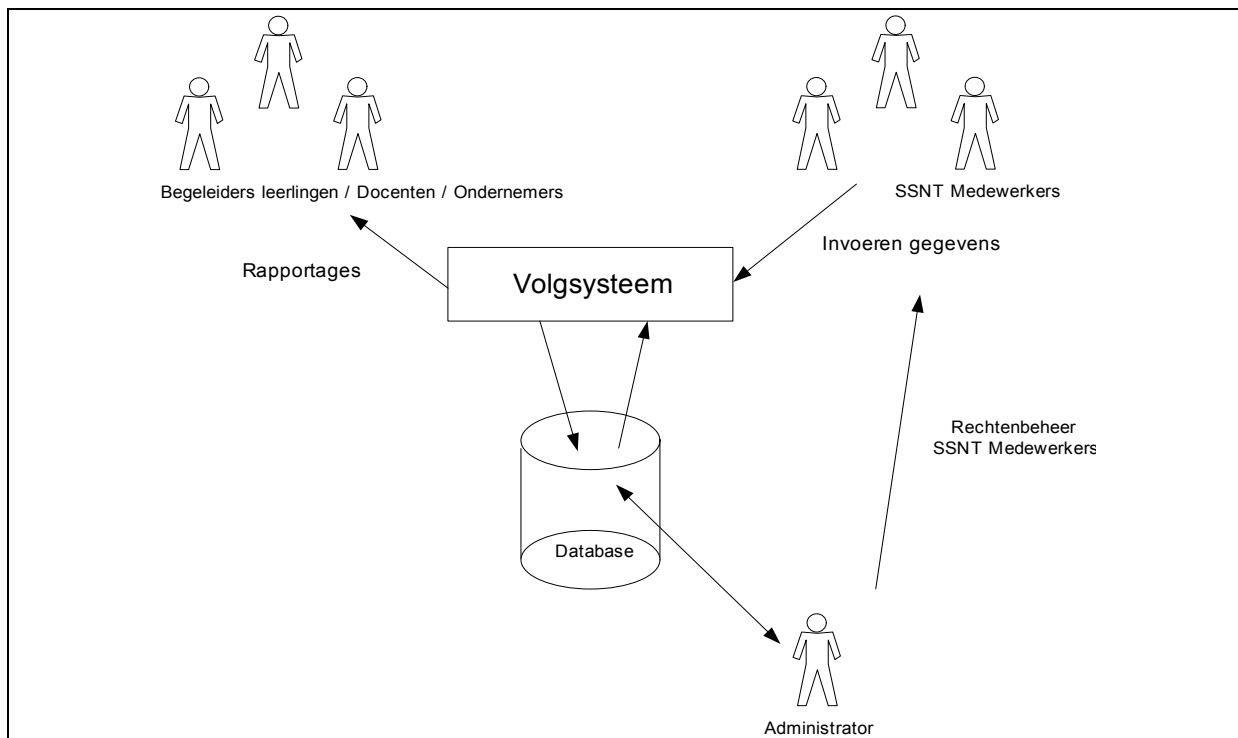 Begeleiders leerlingen / Docenten / Ondernemers
SSNT Medewerkers
Invoeren gegevens
Rapportages
Volgsysteem
Rechtenbeheer
SSNT Medewerkers
Database
Administrator